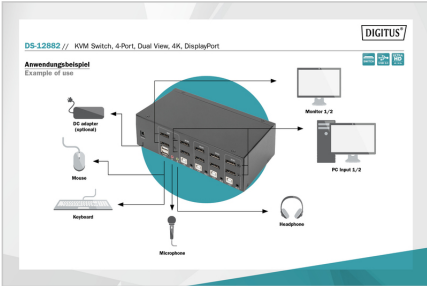 DIGITUS®
DS-12882 // KVM Switch, 4-Port, Dual View, 4K, DisplayPort
Anwendungsbeispiel
Example of use
HD
Monitor 1/2
DC adapter
(optional)
PC Input 1/2
Mouse
Keyboard
Headphone
Microphone